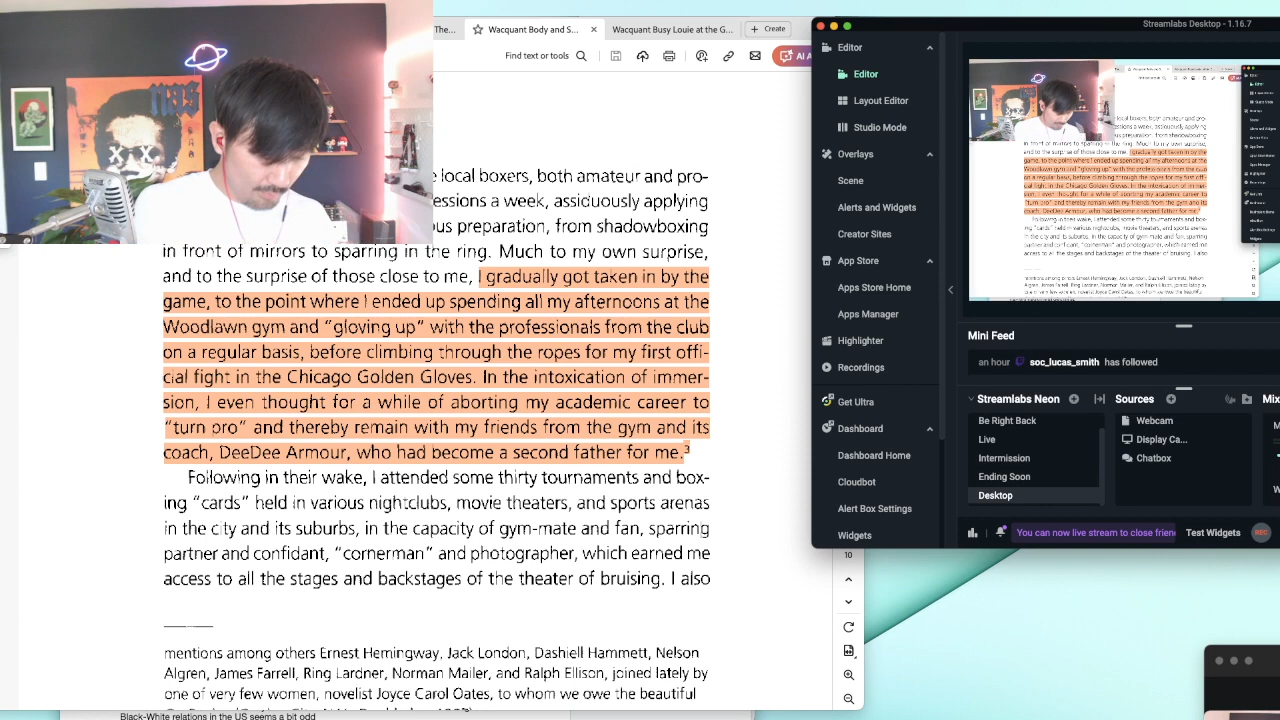 The...
Wacquant Body and S...
Wacquant Busy Louie at the G...
Create
Find text or tools
AI A
nas
local boxers, both amateur and pro-
sions a week, assiduously applying
us preparation, from shadowboxing
in front of mirrors to sparring in the ring. Much to my own surprise,
and to the surprise of those close to me, I gradually got taken in by the
game, to the point where I ended up spending all my afternoons at the
Woodlawn gym and “gloving up” with the professionals from the club
on a regular basis, before climbing through the ropes for my first offi-
cial fight in the Chicago Golden Gloves. In the intoxication of immer-
sion, I even thought for a while of aborting my academic career to
“turn pro” and thereby remain with my friends from the gym and its
coach, DeeDee Armour, who had become a second father for me.3
Following in their wake, I attended some thirty tournaments and box-
ing “cards” held in various nightclubs, movie theaters, and sports arenas
in the city and its suburbs, in the capacity of gym-mate and fan, sparring
partner and confidant, “cornerman” and photographer, which earned me
access to all the stages and backstages of the theater of bruising. I also
mentions among others Ernest Hemingway, Jack London, Dashiell Hammett, Nelson
Algren, James Farrell, Ring Lardner, Norman Mailer, and Ralph Ellison, joined lately by
one of very few women, novelist Joyce Carol Oates, to whom we owe the beautiful
Black-White relations in the US seems a bit odd
10
Streamlabs Desktop - 1.16.7
Editor
Editor
Layout Editor
Studio Mode
Overlays
Scene
Alerts and Widgets
Creator Sites
App Store
Apps Store Home
Apps Manager
Highlighter
Recordings
Get Ultra
Dashboard
Dashboard Home
Cloudbot
Alert Box Settings
Widgets
Mini Feed
an hour soc_lucas_smith has followed
Streamlabs Neon
Sources
Mix
Be Right Back
Live
Intermission
Ending Soon
Desktop
Webcam
Display Ca...
Chatbox
You can now live stream to close frien
Test Widgets
REC